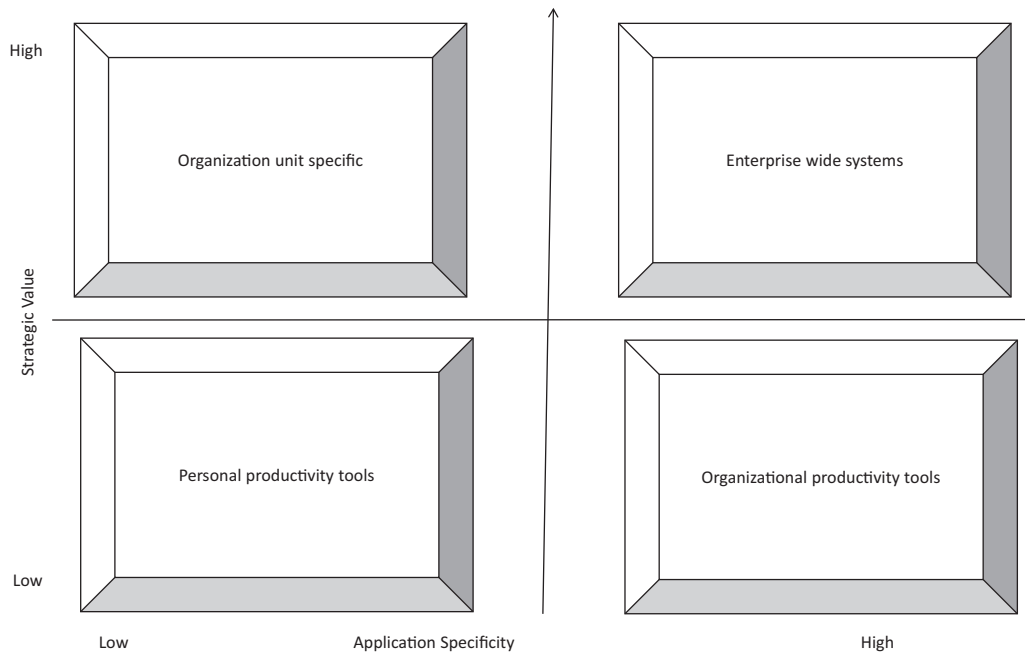 High
Organization unit specific
Enterprise wide systems
Strategic Value
Personal productivity tools
Organizational productivity tools
Low
Low
Application Specificity
High